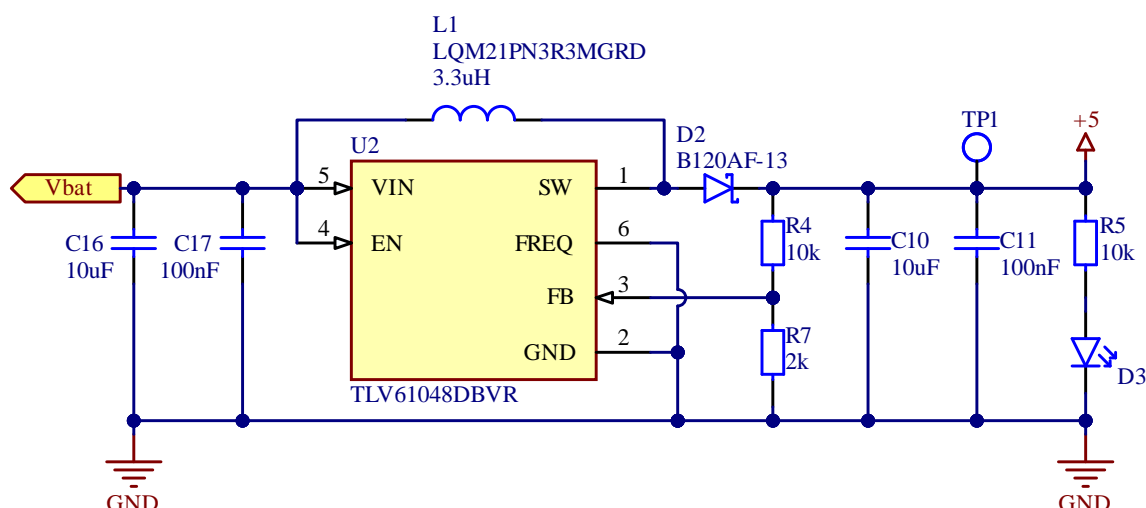 L1
LQM21PN3R3MGRD
3.3uH
U2
D2
B120AF-13
TP1
+5
Vbat
5
VIN
SW
1
4
EN
FREQ
6
C16
10uF
C17
100nF
R4
10k
C10
10uF
C11
100nF
R5
10k
FB
3
GND
2
R7
2k
TLV61048DBVR
D3
GND
GND